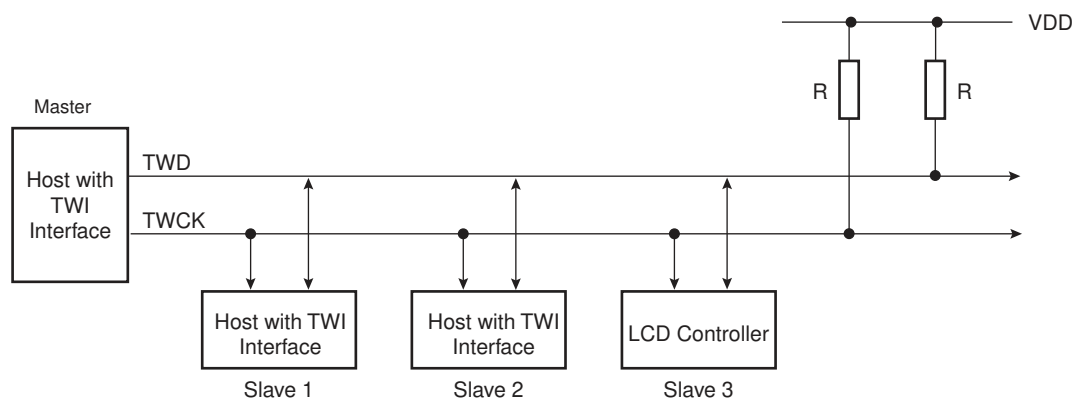 VDD
R
R
Master
Host with
TWI
Interface
TWD
TWCK
Host with TWI
Interface
Slave 1
Host with TWI
Interface
Slave 2
LCD Controller
Slave 3